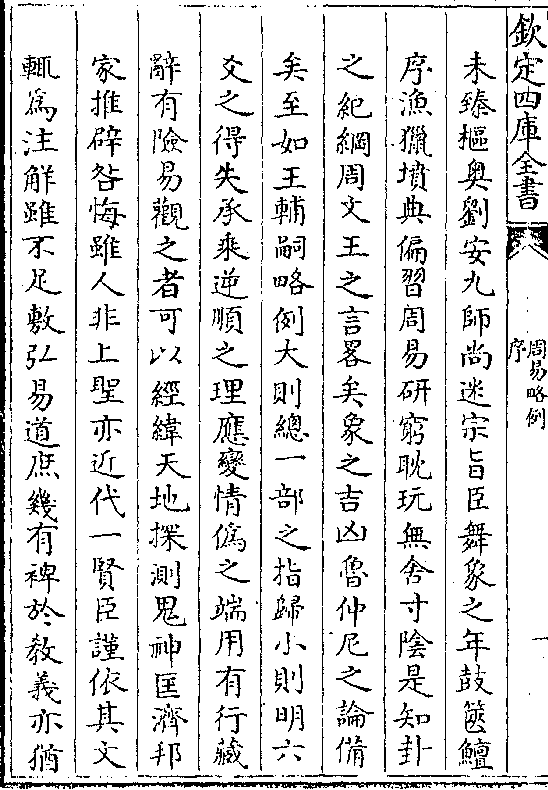 欽定四庫全書
周易略例
序
一
未臻樞奥劉安九師尚迷宗旨臣舞象之年鼓篋鱣
序漁獵墳典偏習周易研窮耽玩無舍寸陰是知卦
之紀綱周文王之言畧矣象之吉凶魯仲尼之論備
矣至如王輔嗣略例大則總一部之指歸小則明六
爻之得失承乘逆順之理應變情僞之端用有行藏
辭有險易觀之者可以經緯天地探測鬼神匡濟邦
家推辟咎悔雖人非上聖亦近代一賢臣謹依其文
輒爲注解雖不足敷弘易道庶幾有裨於教義亦猶